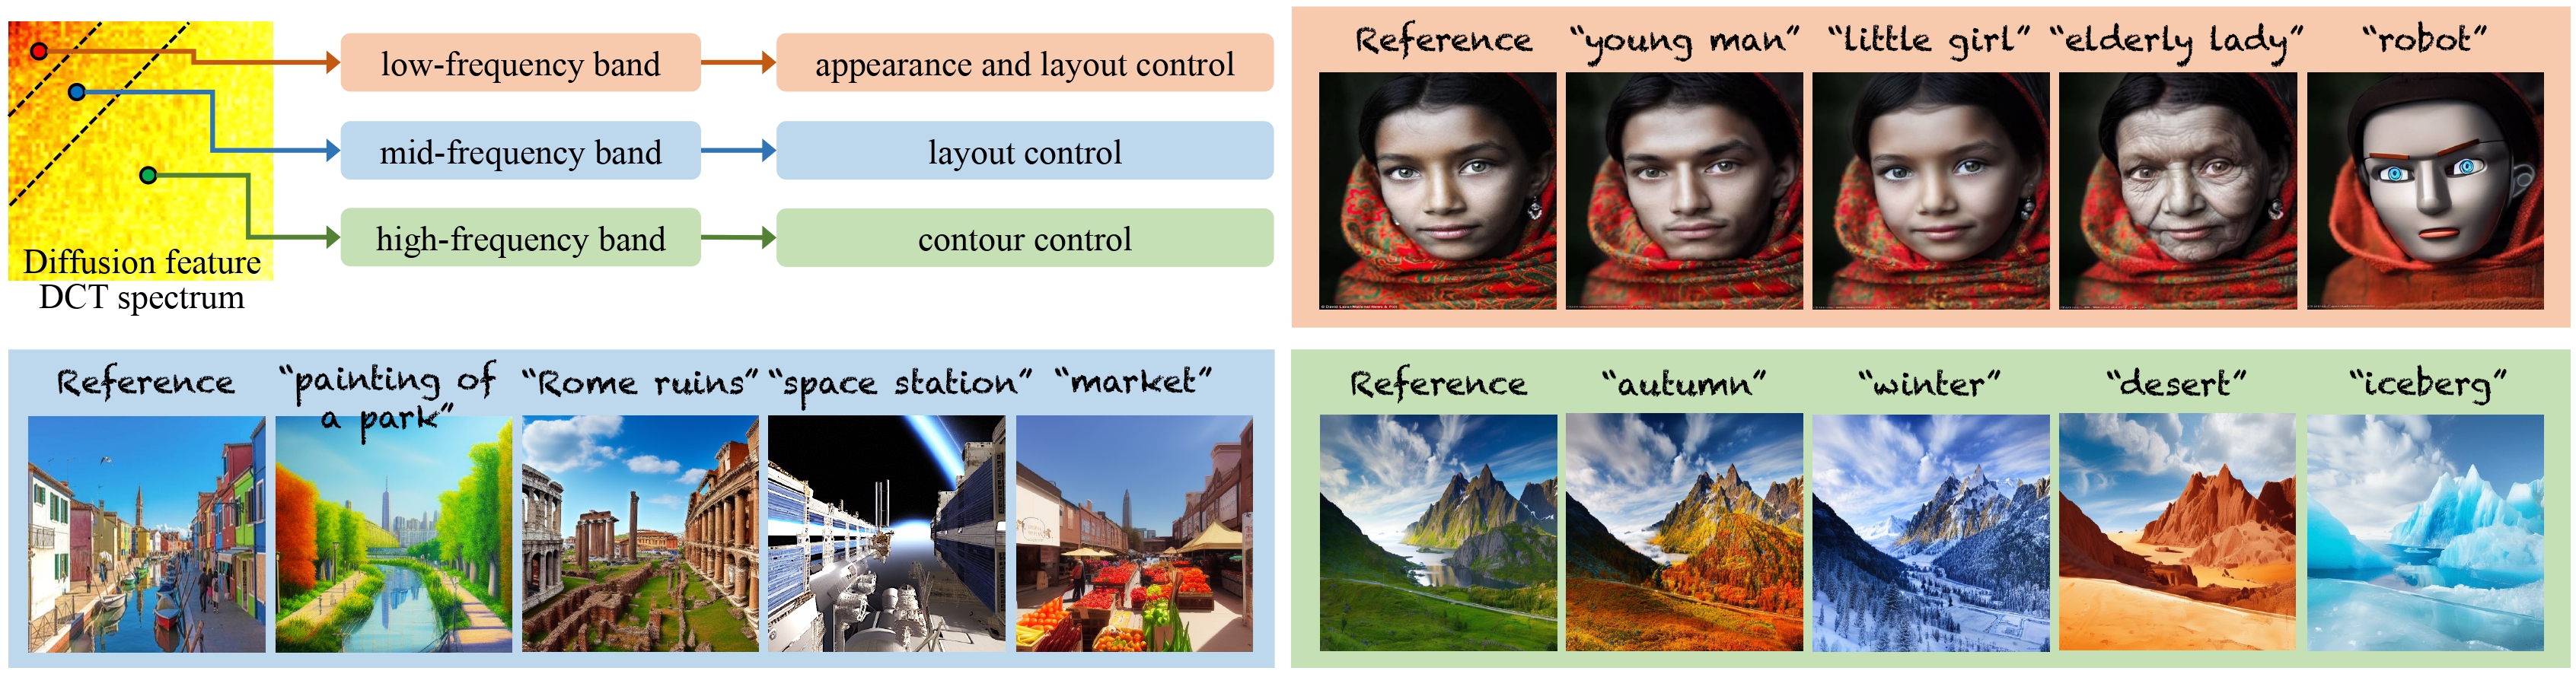 low-frequency band
appearance and layout control
mid-frequency band
layout control
high-frequency band
contour control
Diffusion feature
DCT spectrum
Reference
“young man”
“little girl”
“elderly lady”
“robot”
Reference
“painting of
a park”
“Rome ruins”
“space station”
“market”
Reference
“autumn”
“winter”
“desert”
“iceberg”